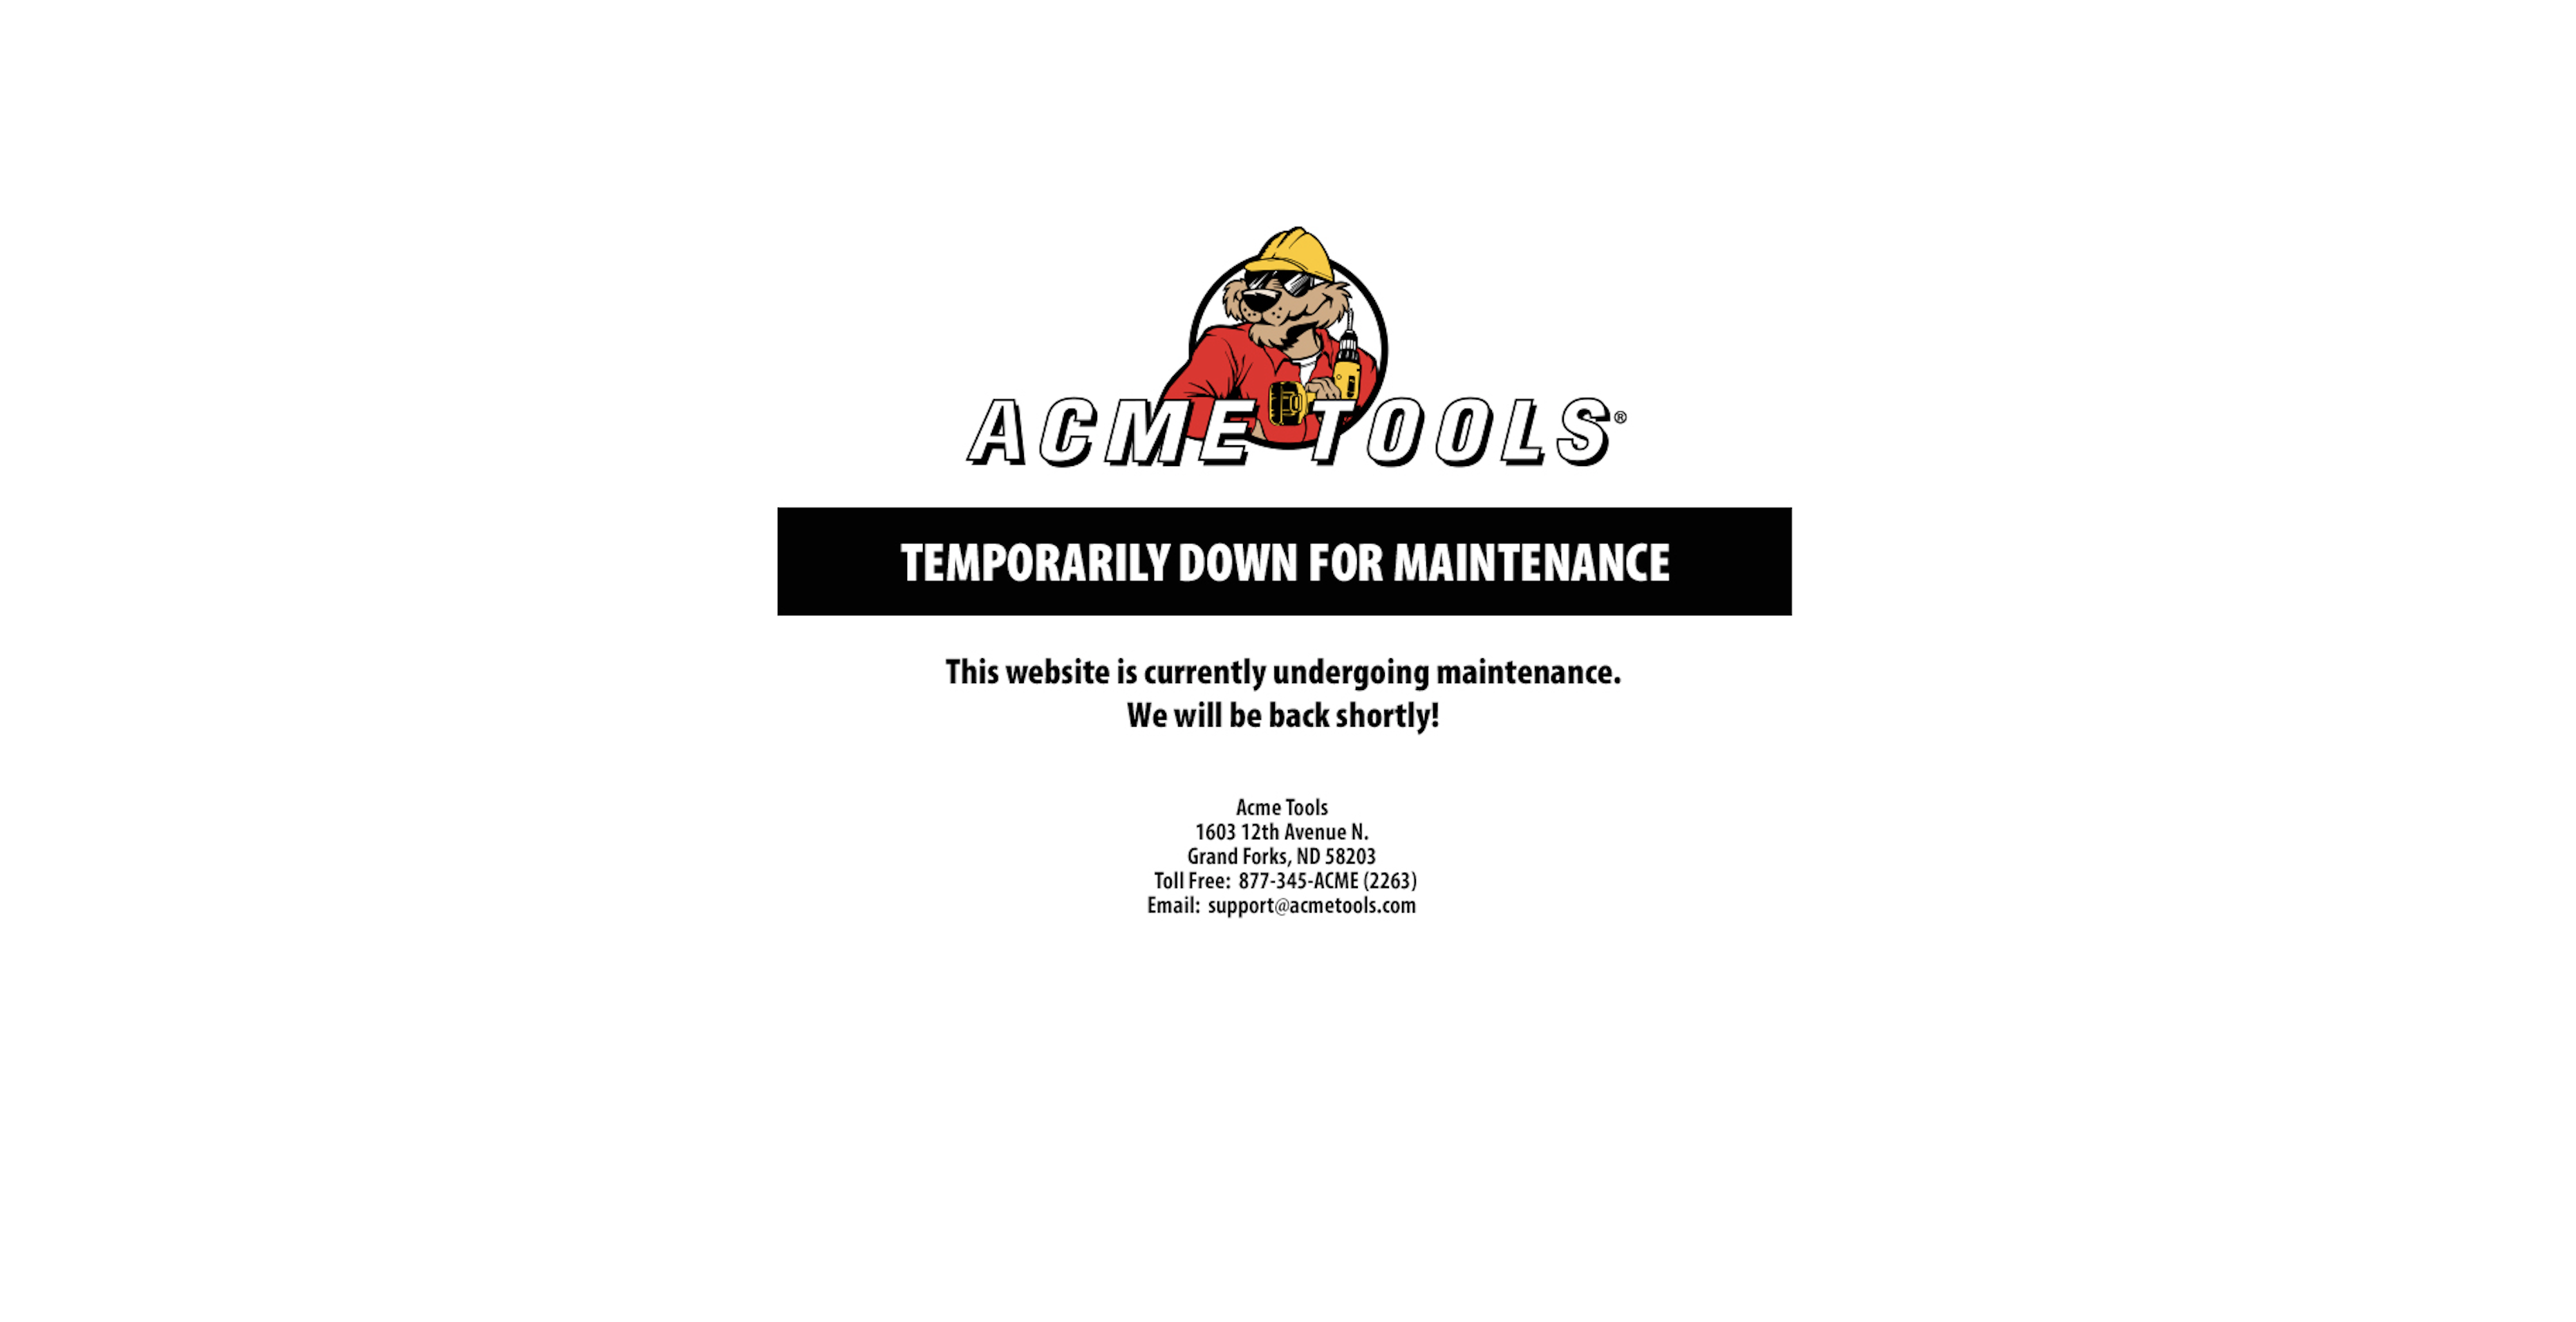 ACME TOOLS®
TEMPORARILY DOWN FOR MAINTENANCE
This website is currently undergoing maintenance.
We will be back shortly!
Acme Tools
1603 12th Avenue N.
Grand Forks, ND 58203
Toll Free: 877-345-ACME (2263)
Email: support@acmetools.com